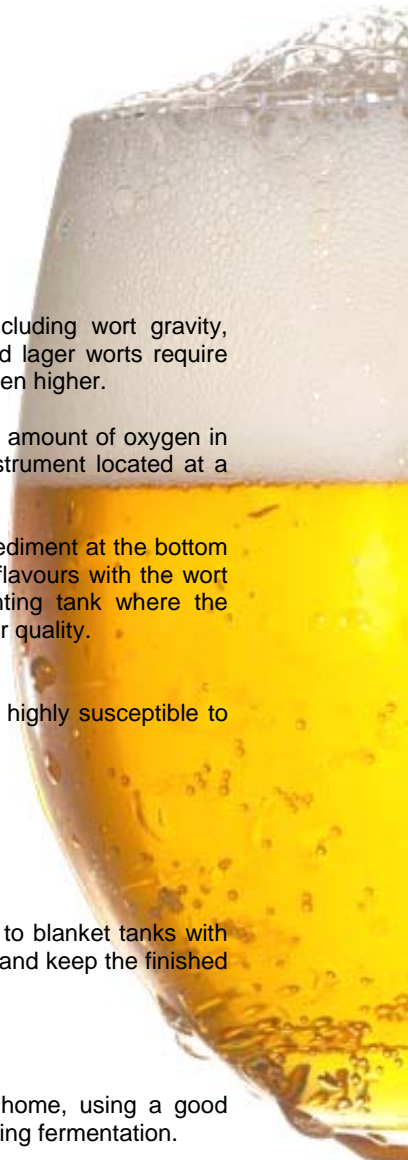 cluding wort gravity,
d lager worts require
en higher.
amount of oxygen in
strument located at a
ediment at the bottom
flavours with the wort
nting tank where the
r quality.
highly susceptible to
to blanket tanks with
and keep the finished
home, using a good
ing fermentation.